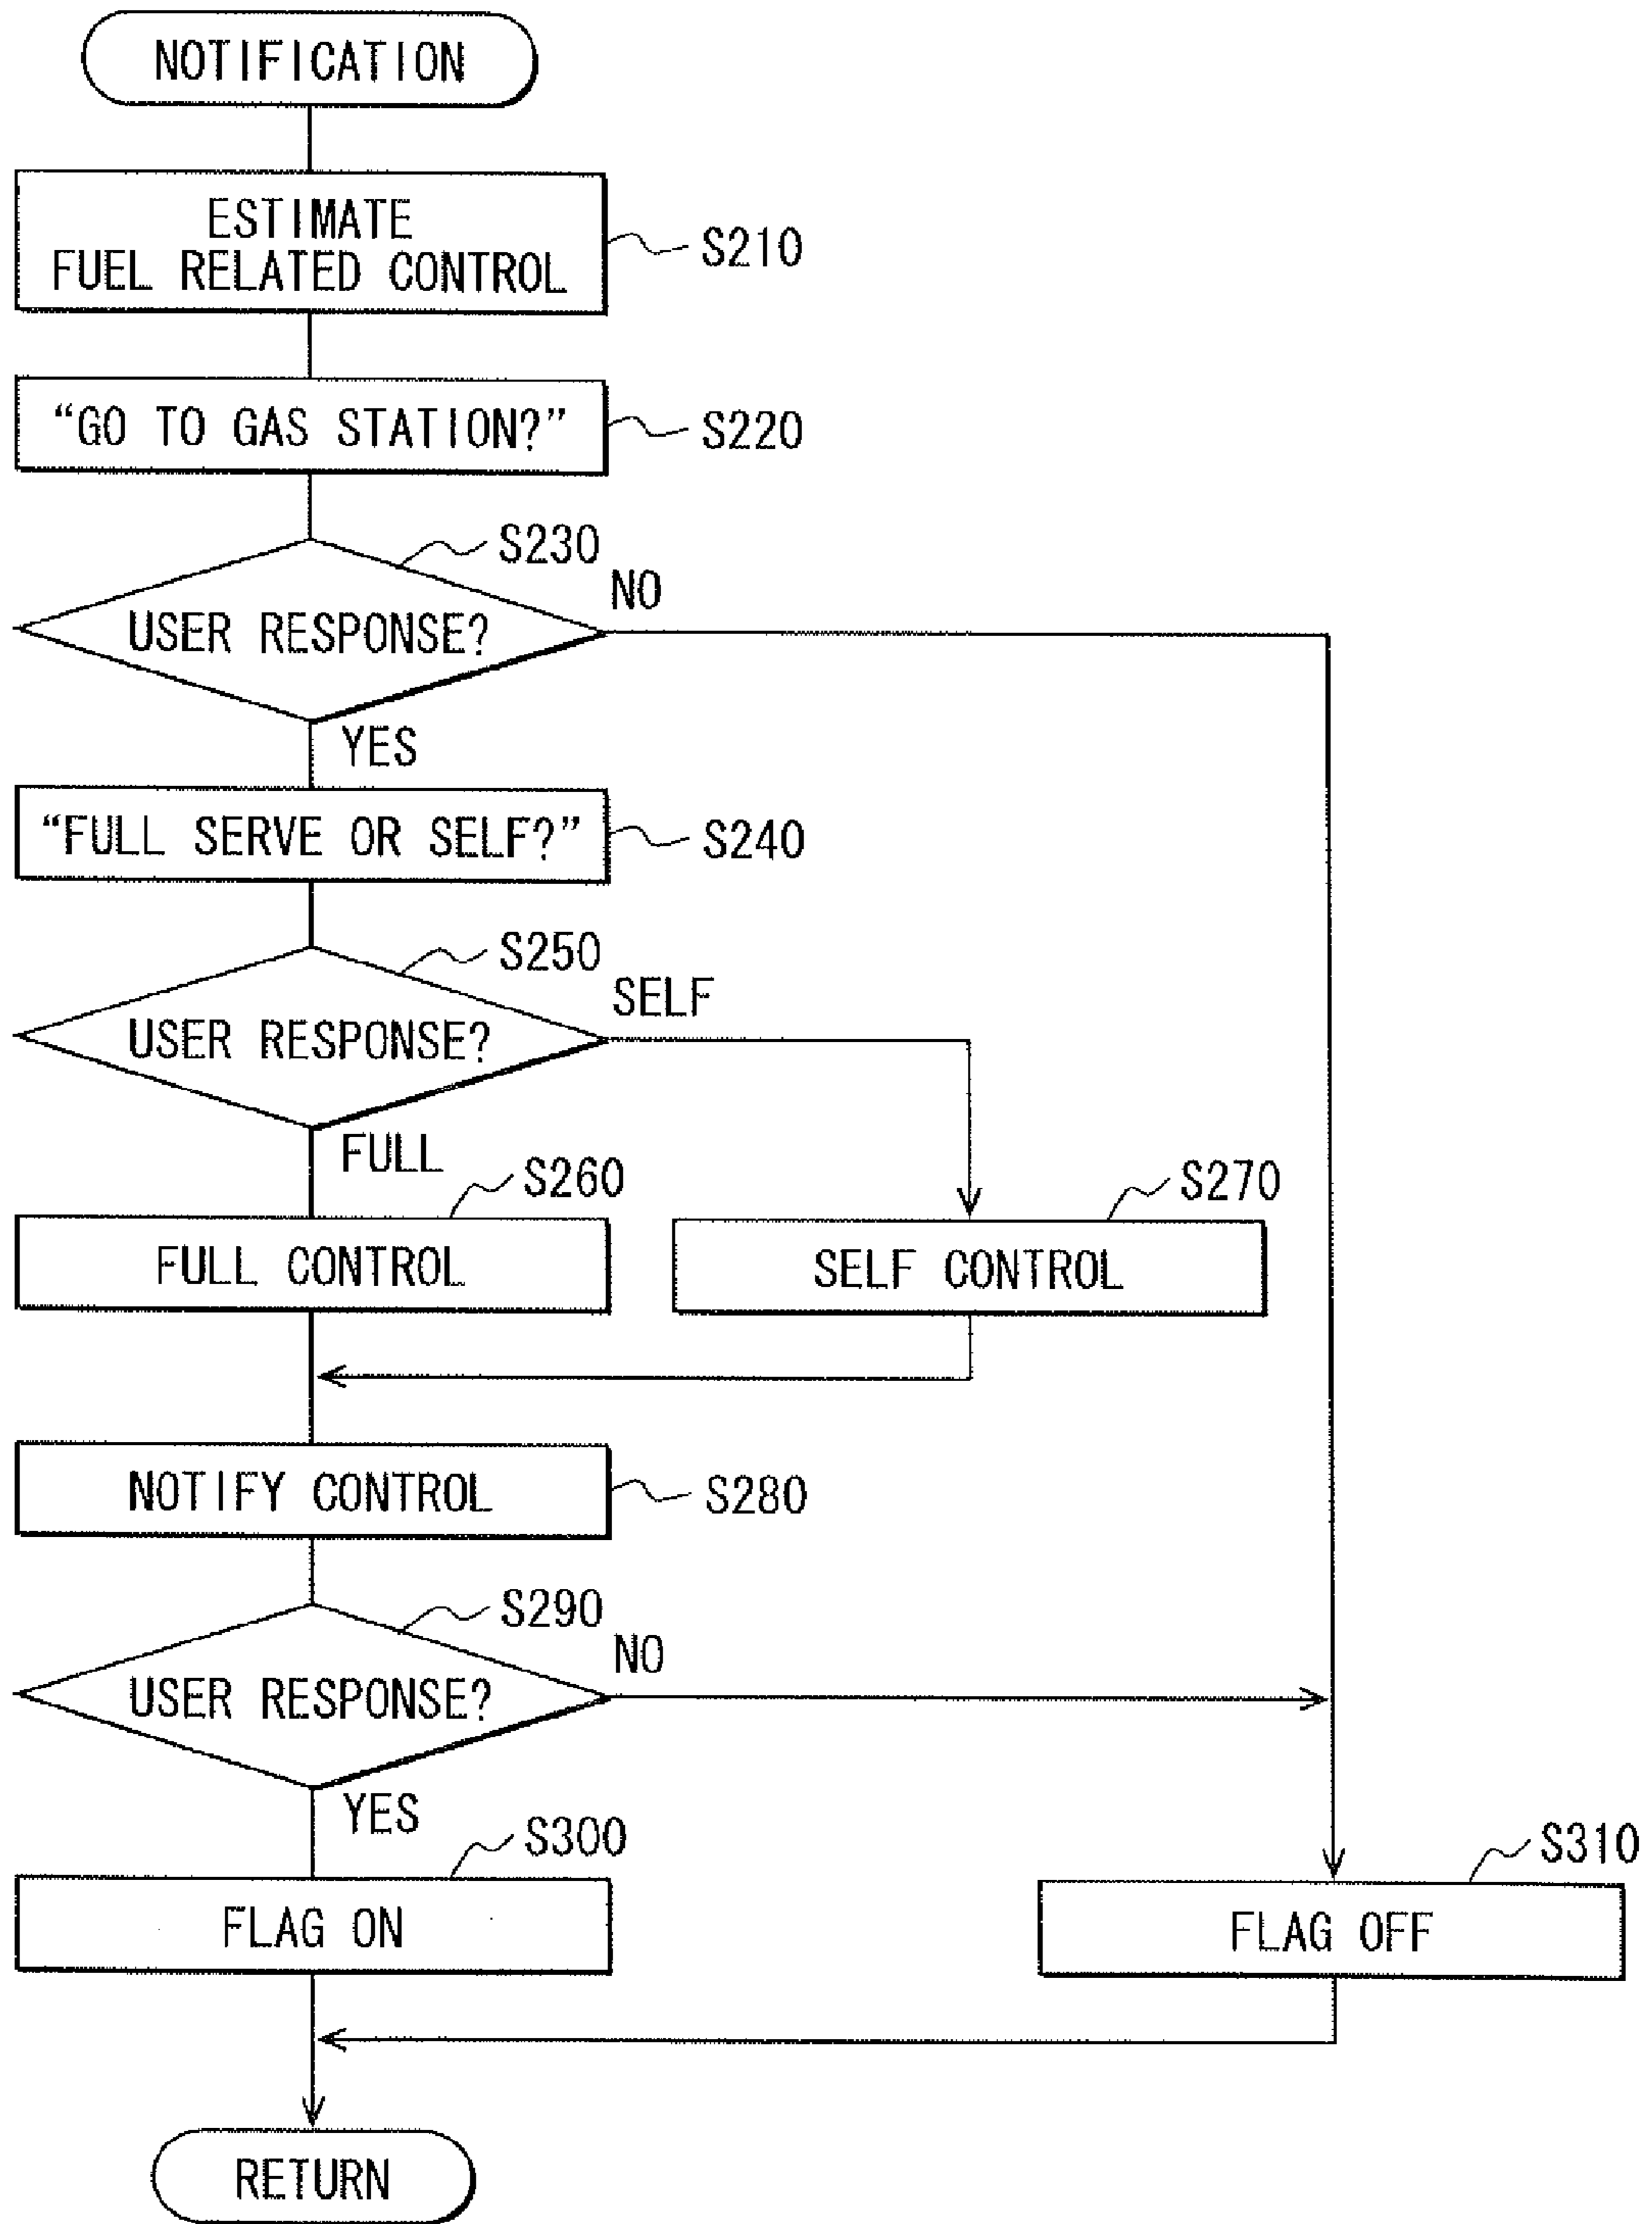 NOTIFICATION
ESTIMATE
FUEL RELATED CONTROL
S210
“GO TO GAS STATION?”
S220
S230
USER RESPONSE?
NO
YES
“FULL SERVE OR SELF?”
S240
S250
USER RESPONSE?
SELF
FULL
S260
S270
FULL CONTROL
SELF CONTROL
NOTIFY CONTROL
S280
S290
USER RESPONSE?
NO
YES
S300
S310
FLAG ON
FLAG OFF
RETURN